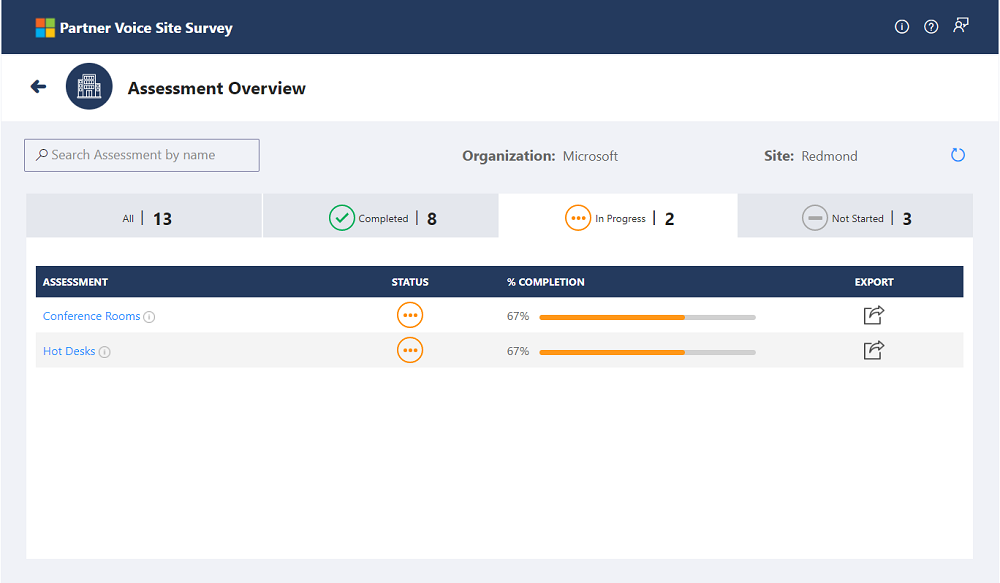 Partner Voice Site Survey
Assessment Overview
Search Assessment by name
Organization: Microsoft
Site: Redmond
All | 13
Completed | 8
In Progress | 2
Not Started | 3
ASSESSMENT STATUS % COMPLETION EXPORT
Conference Rooms 67%
Hot Desks 67%